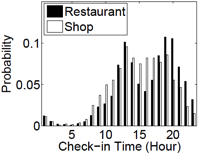 Restaurant
Shop
0.1
0.05
0
5 10 15 20
Probability
Check-in Time (Hour)